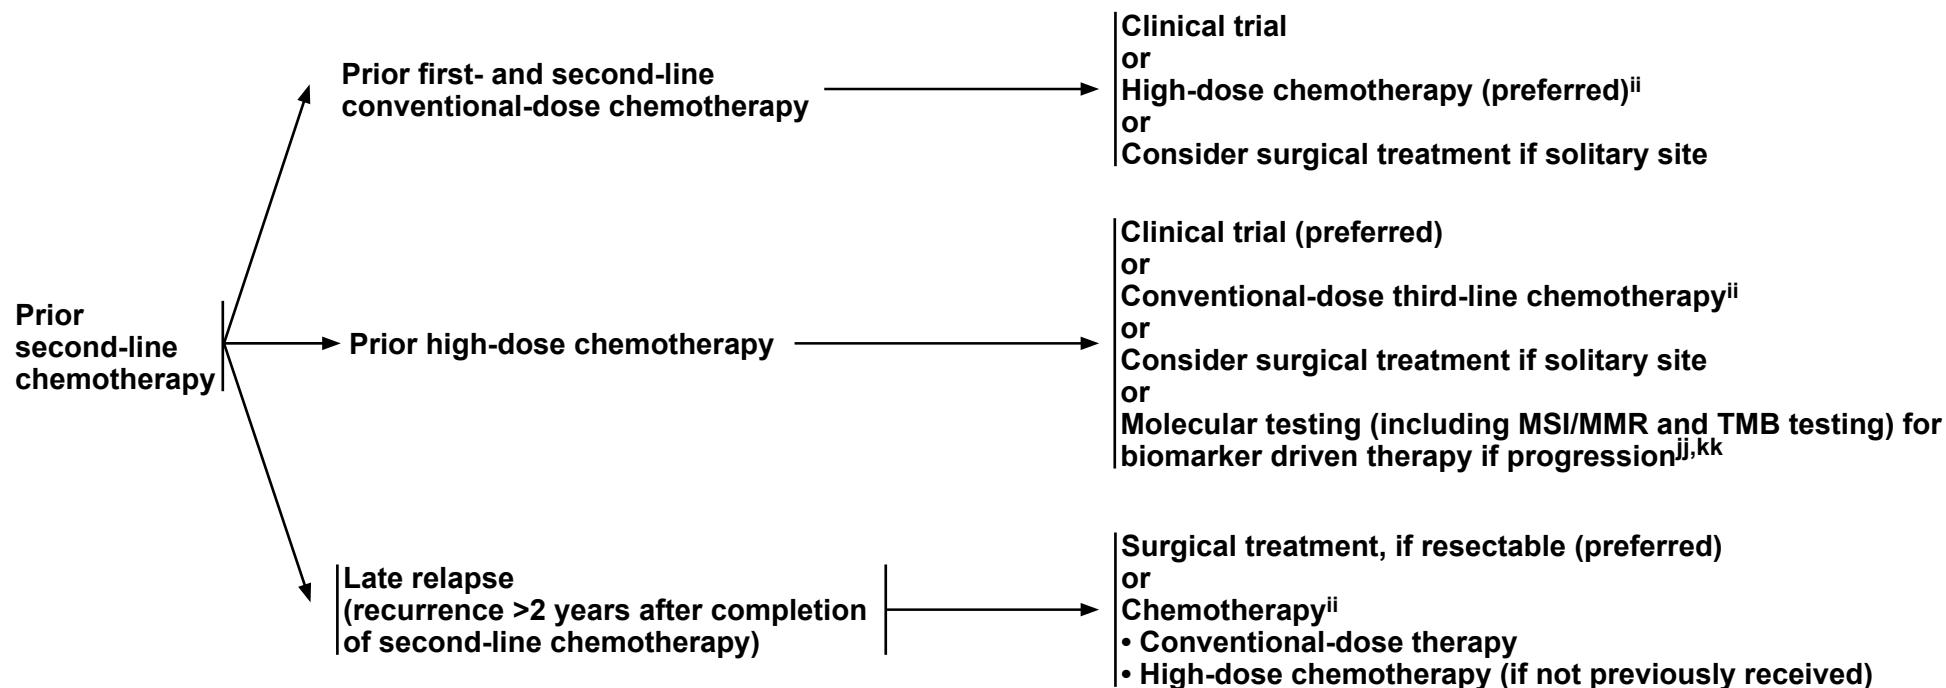 Prior
second-line
chemotherapy
Prior first- and second-line
conventional-dose chemotherapy
Clinical trial
or
High-dose chemotherapy (preferred)ii
or
Consider surgical treatment if solitary site
Prior high-dose chemotherapy
Clinical trial (preferred)
or
Conventional-dose third-line chemotherapyii
or
Consider surgical treatment if solitary site
or
Molecular testing (including MSI/MMR and TMB testing) for
biomarker driven therapy if progressionjj,kk
Late relapse
(recurrence >2 years after completion
of second-line chemotherapy)
Surgical treatment, if resectable (preferred)
or
Chemotherapyii
• Conventional-dose therapy
• High-dose chemotherapy (if not previously received)